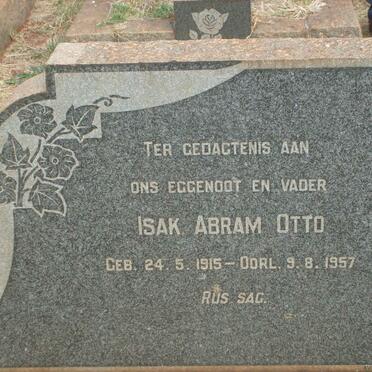 TER GEDAGTENIS AAN
ONS EGGENOOT EN VADER
ISAK ABRAM OTTO
GEB. 24. 5. 1915 – OORL. 9. 8. 1957
RUS SAG.